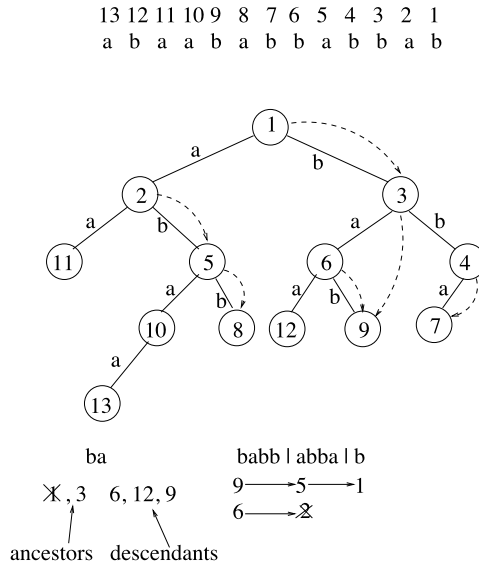 13 12 11 10 9 8 7 6 5 4 3 2 1
a b a a b a b b a b b a b
1
a b
2 3
a b a b
11 5 6 4
a b a b a
10 8 12 9 7
a
13
ba babb | abba | b
1 , 3 6, 12, 9 9 5 1
6 2
ancestors descendants